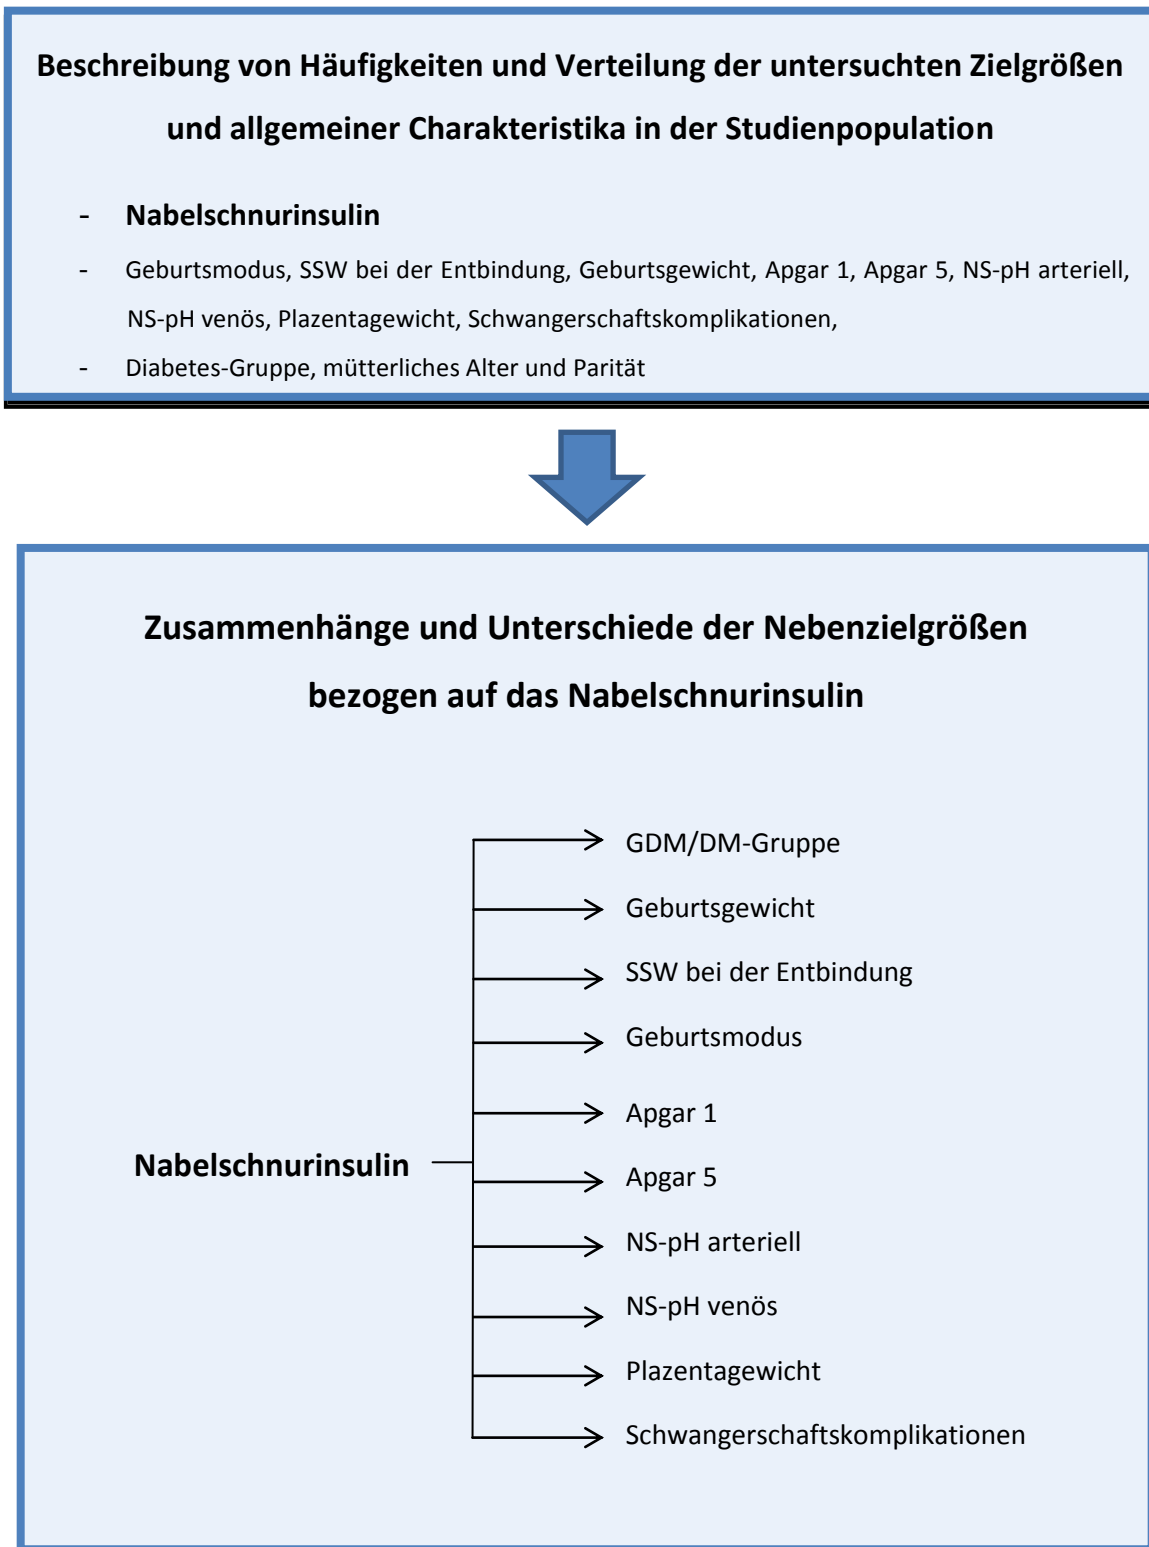 Beschreibung von Häufigkeiten und Verteilung der untersuchten Zielgrößen
und allgemeiner Charakteristika in der Studienpopulation
- Nabelschnurinsulin
- Geburtsmodus, SSW bei der Entbindung, Geburtsgewicht, Apgar 1, Apgar 5, NS-pH arteriell,
NS-pH venös, Plazentagewicht, Schwangerschaftskomplikationen,
- Diabetes-Gruppe, mütterliches Alter und Parität
Zusammenhänge und Unterschiede der Nebenzielgrößen
bezogen auf das Nabelschnurinsulin
GDM/DM-Gruppe
Geburtsgewicht
SSW bei der Entbindung
Geburtsmodus
Apgar 1
Nabelschnurinsulin
Apgar 5
NS-pH arteriell
NS-pH venös
Plazentagewicht
Schwangerschaftskomplikationen